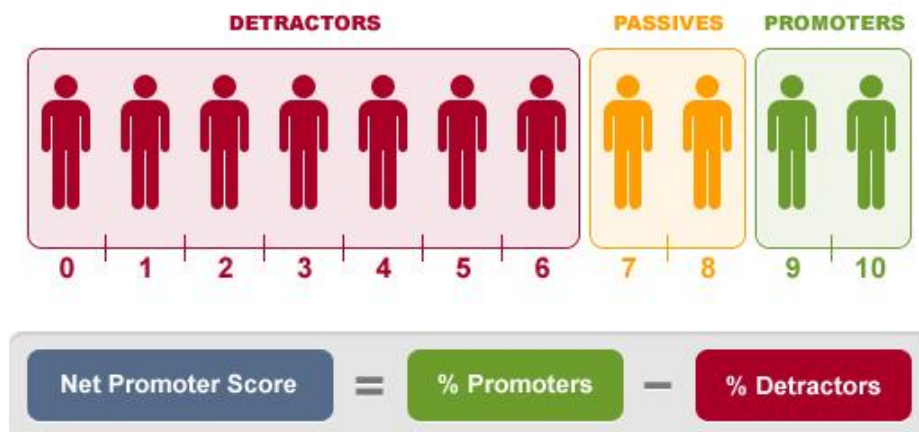 DETRACTORS PASSIVES PROMOTERS
0 1 2 3 4 5 6 7 8 9 10
Net Promoter Score = % Promoters − % Detractors